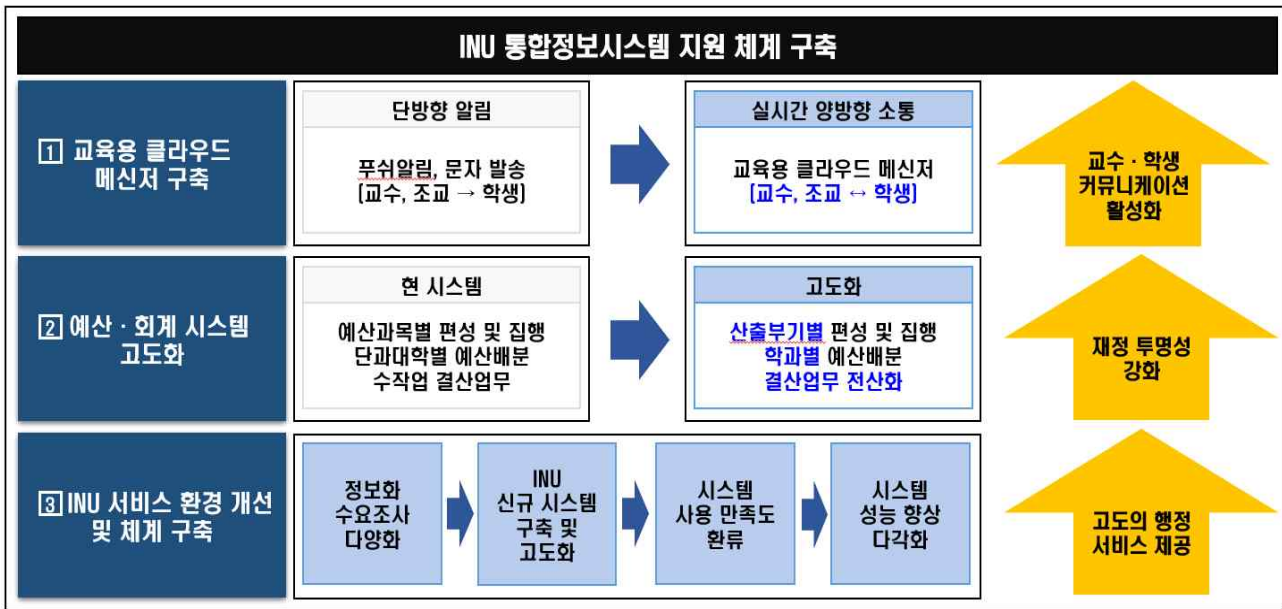 INU 통합정보시스템 지원 체계 구축
1 교육용 클라우드
메신저 구축
단방향 알림
푸쉬알림, 문자 발송
(교수, 조교 → 학생)
실시간 양방향 소통
교육용 클라우드 메신저
(교수, 조교 ↔ 학생)
교수 · 학생
커뮤니케이션
활성화
2 예산 · 회계 시스템
고도화
현 시스템
예산과목별 편성 및 집행
단과대학별 예산배분
수작업 결산업무
고도화
산출부기별 편성 및 집행
학과별 예산배분
결산업무 전산화
재정 투명성
강화
3 INU 서비스 환경 개선
및 체계 구축
정보화
수요조사
다양화
INU
신규 시스템
구축 및
고도화
시스템
사용 만족도
환류
시스템
성능 향상
다각화
고도의 행정
서비스 제공